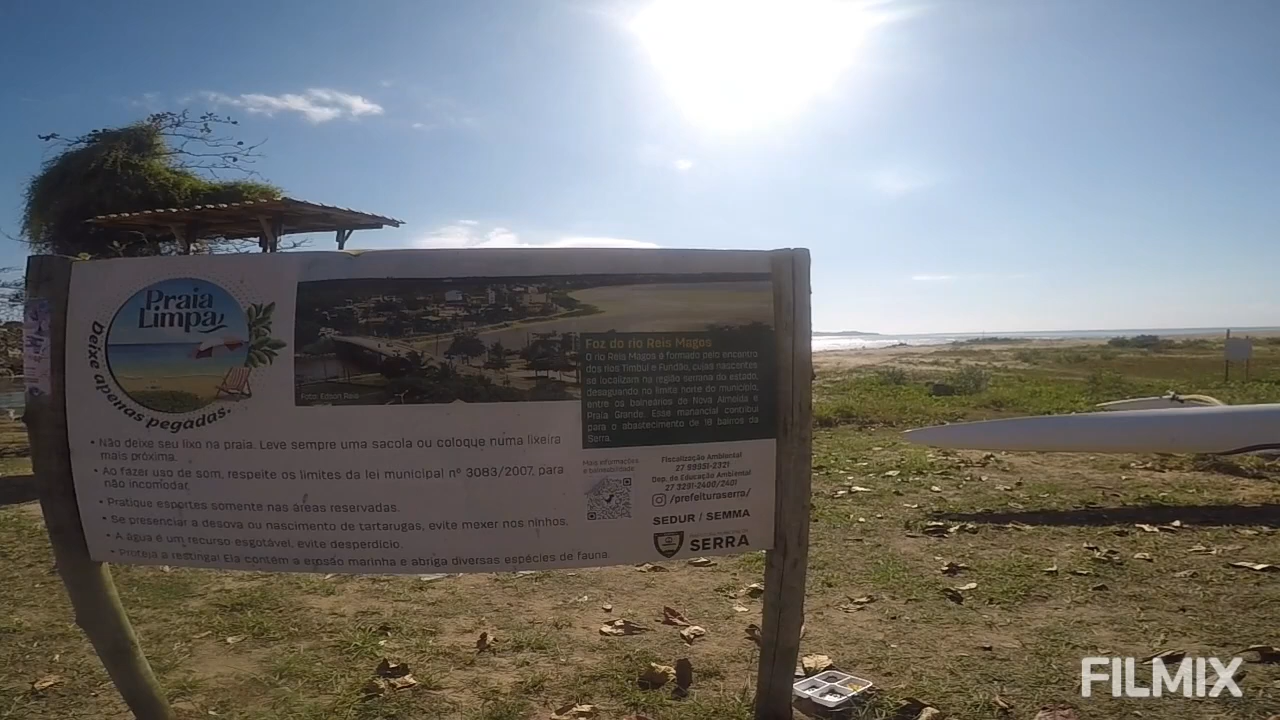 Praia
Limpa
Deixe apenas pegadas.
Foto: Edson Reis
Foz do rio Reis Magos
O rio Reis Magos é formado pelo encontro
dos rios Timbuí e Fundão, cujas nascentes
se localizam na região serrana do estado,
desaguando no limite norte do município,
entre os balneários de Nova Almeida e
Praia Grande. Esse manancial contribui
para o abastecimento de 18 bairros da
Serra.
• Não deixe seu lixo na praia. Leve sempre uma sacola ou coloque numa lixeira
mais próxima.
• Ao fazer uso de som, respeite os limites da lei municipal nº 3083/2007, para
não incomodar.
• Pratique esportes somente nas áreas reservadas.
• Se presenciar a desova ou nascimento de tartarugas, evite mexer nos ninhos.
• A água é um recurso esgotável, evite desperdício.
• Proteja a restinga! Ela contém a erosão marinha e abriga diversas espécies de fauna.
Mais informações
e balneabilidade
Fiscalização Ambiental
27 99951-2321
Dep. de Educação Ambiental
27 3291-2400/2401
/prefeituraserra/
SEDUR / SEMMA
SERRA
FILMIX